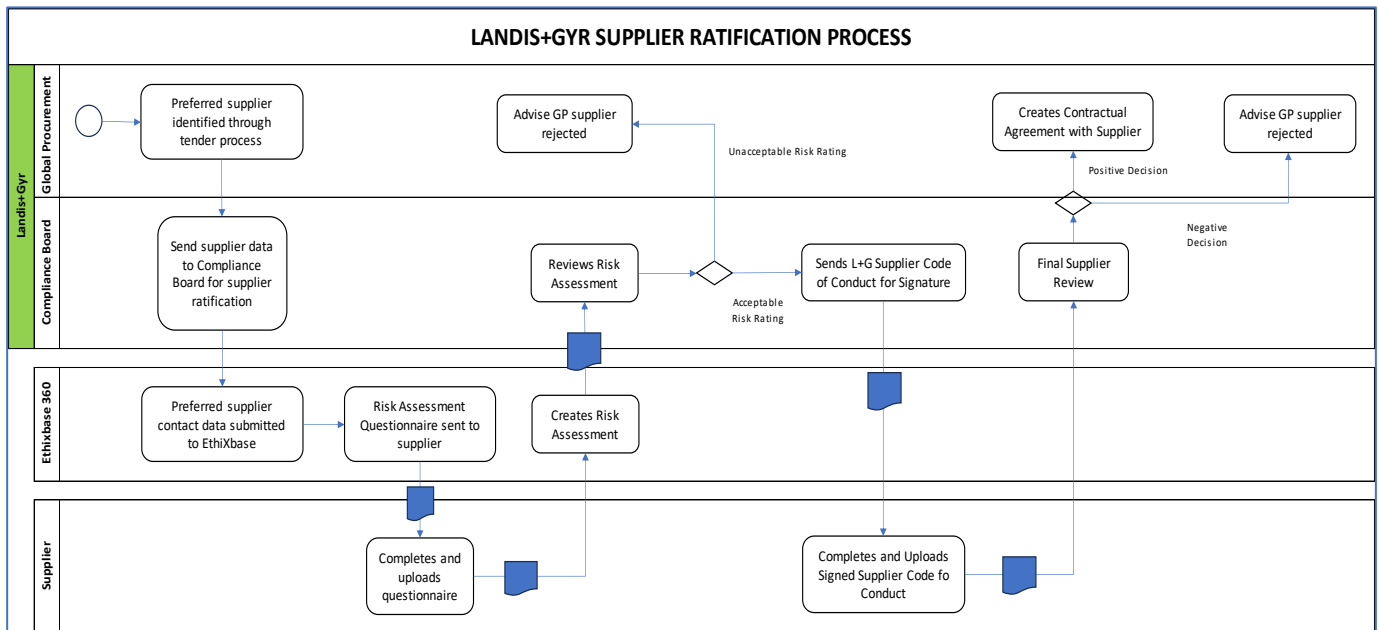 LANDIS+GYR SUPPLIER RATIFICATION PROCESS
Landis+Gyr
Global Procurement
Preferred supplier
identified through
tender process
Advise GP supplier
rejected
Unacceptable Risk Rating
Creates Contractual
Agreement with Supplier
Advise GP supplier
rejected
Positive Decision
Compliance Board
Send supplier data
to Compliance
Board for supplier
ratification
Reviews Risk
Assessment
Acceptable
Risk Rating
Sends L+G Supplier Code
of Conduct for Signature
Final Supplier
Review
Negative
Decision
Ethixbase 360
Preferred supplier
contact data submitted
to EthiXbase
Risk Assessment
Questionnaire sent to
supplier
Creates Risk
Assessment
Supplier
Completes and
uploads
questionnaire
Completes and Uploads
Signed Supplier Code fo
Conduct